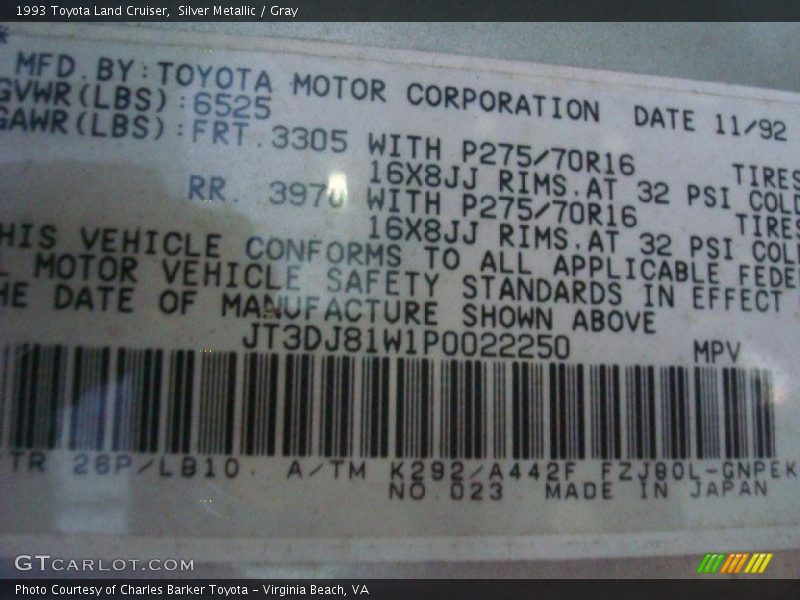 1993 Toyota Land Cruiser, Silver Metallic / Gray
MFD.BY:TOYOTA MOTOR CORPORATION DATE 11/92
GVWR(LBS):6525
GAWR(LBS):FRT.3305 WITH P275/70R16 TIRES
16X8JJ RIMS.AT 32 PSI COLD
RR. 3970 WITH P275/70R16 TIRES
16X8JJ RIMS.AT 32 PSI COL
HIS VEHICLE CONFORMS TO ALL APPLICABLE FEDE
L MOTOR VEHICLE SAFETY STANDARDS IN EFFECT
HE DATE OF MANUFACTURE SHOWN ABOVE
JT3DJ81W1P0022250 MPV
TR 26P/LB10. A/TM K292/A442F FZJ80L-GNPEK
NO.023 MADE IN JAPAN
GTCARLOT.COM
Photo Courtesy of Charles Barker Toyota - Virginia Beach, VA